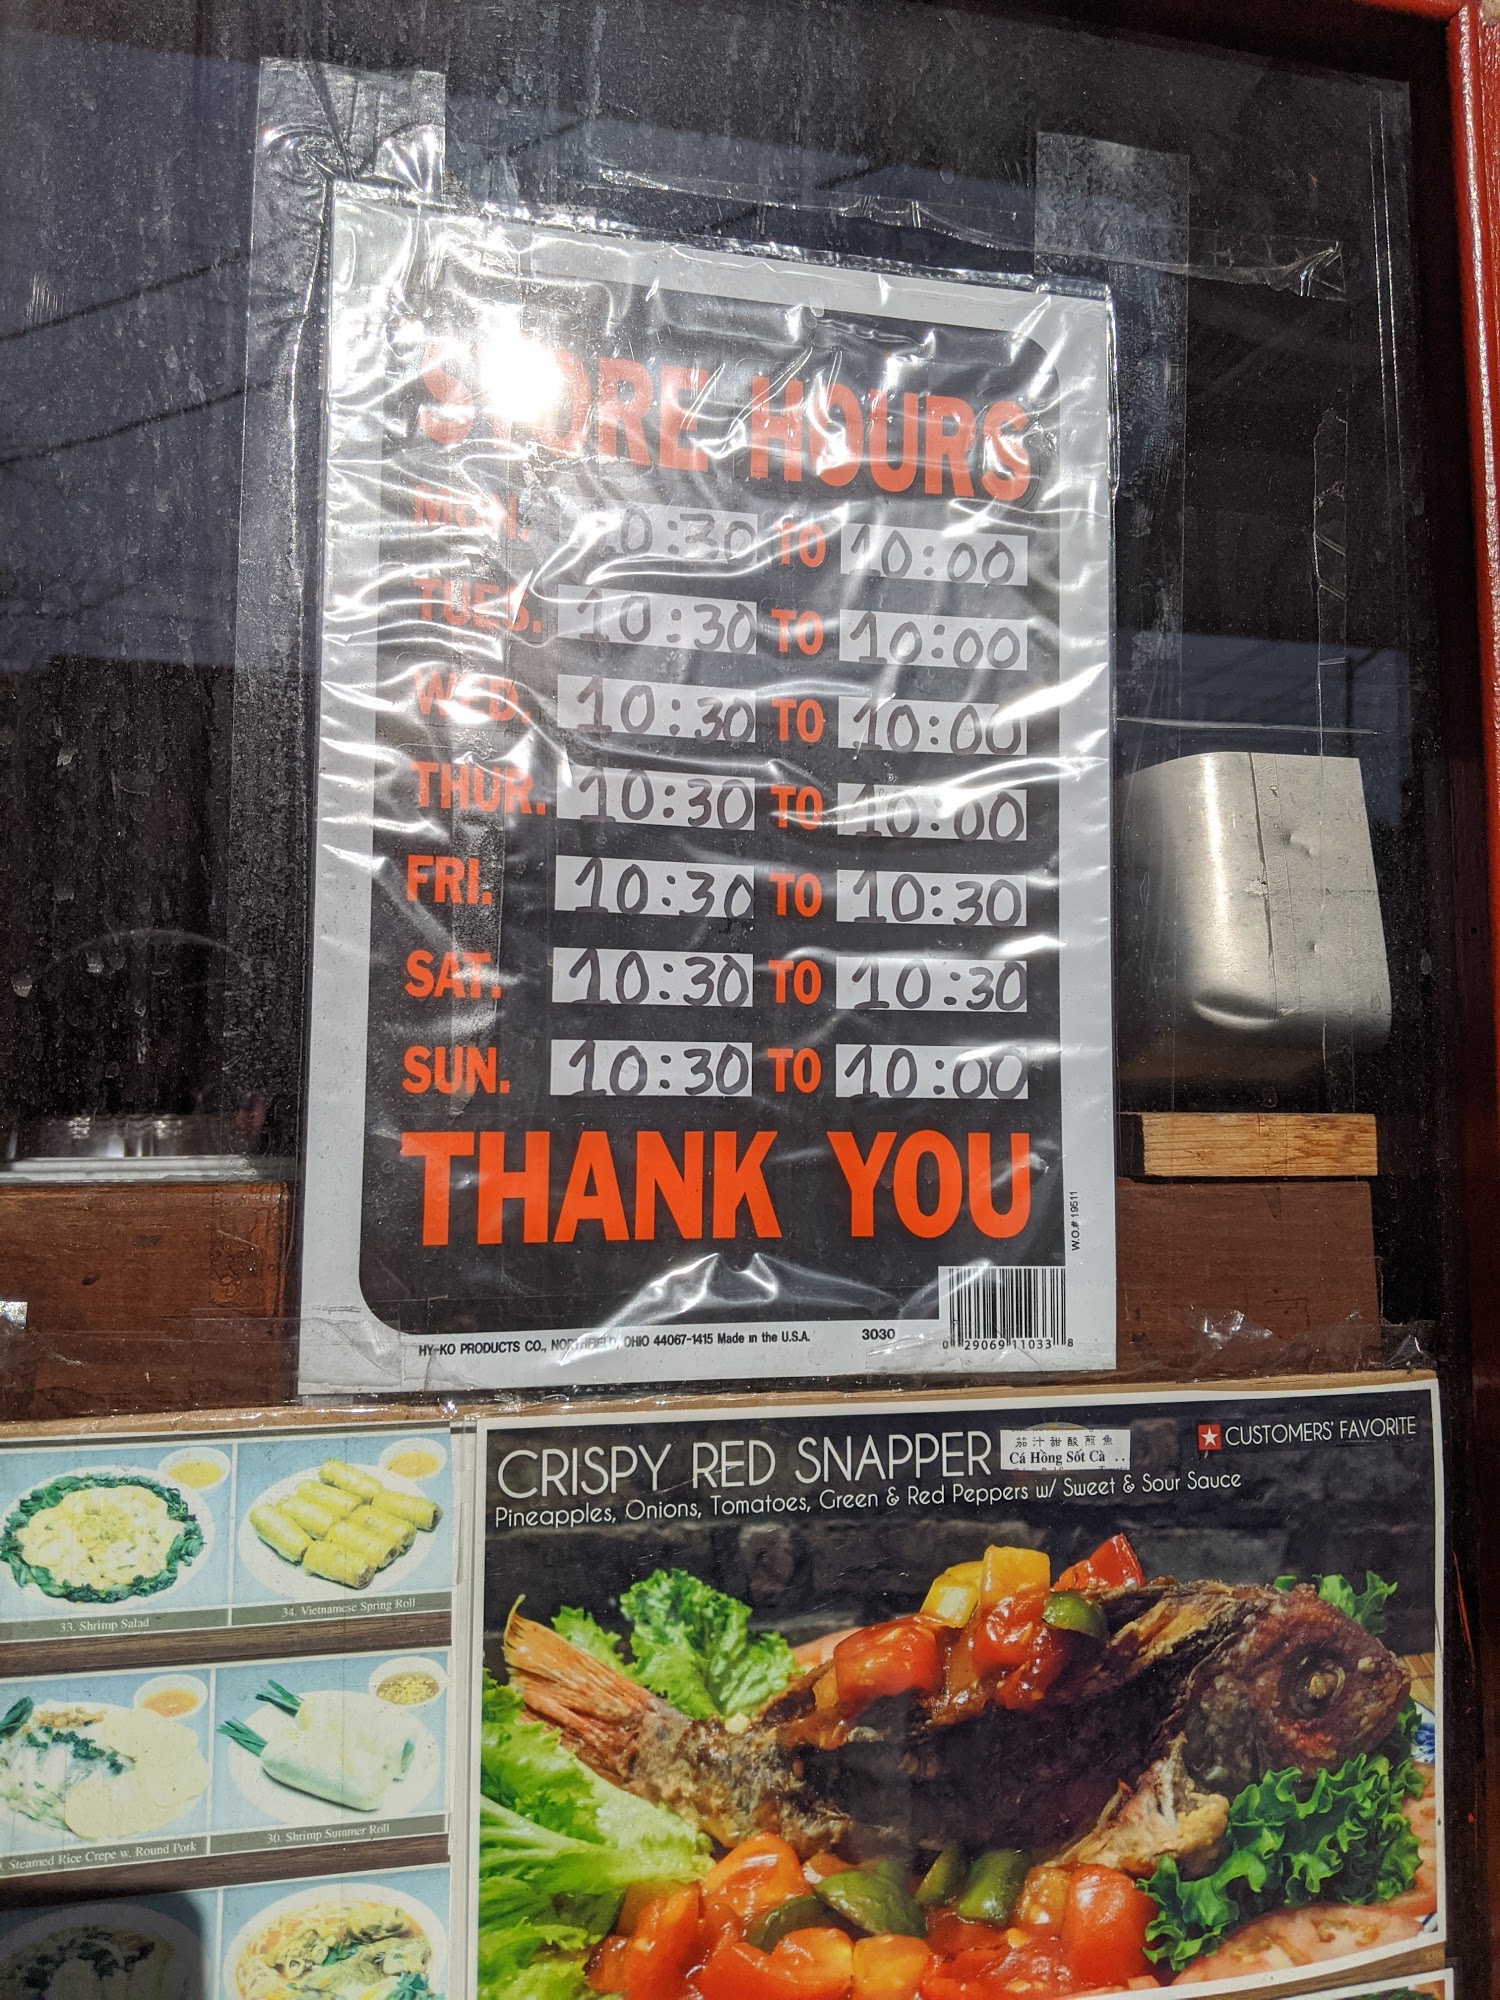 STORE HOURS
MON. 10:30 TO 10:00
TUES. 10:30 TO 10:00
WED. 10:30 TO 10:00
THUR. 10:30 TO 10:00
FRI. 10:30 TO 10:30
SAT. 10:30 TO 10:30
SUN. 10:30 TO 10:00
THANK YOU
W.O.# 19511
HY-KO PRODUCTS CO., NORTHFIELD, OHIO 44067-1415 Made in the U.S.A. 3030
0 29069 11033 8
CRISPY RED SNAPPER
茄汁甜酸煎魚
Cá Hồng Sốt Cà ..
CUSTOMERS' FAVORITE
Pineapples, Onions, Tomatoes, Green & Red Peppers w/ Sweet & Sour Sauce
33. Shrimp Salad
34. Vietnamese Spring Roll
Steamed Rice Crepe w. Round Pork
30. Shrimp Summer Roll